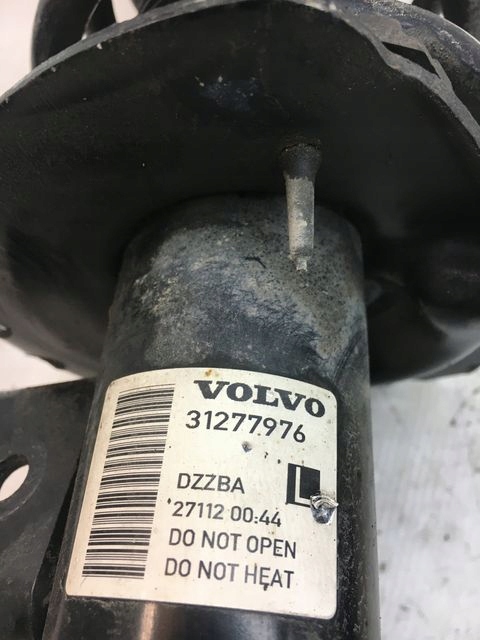 VOLVO
31277976
DZZBA
L
27112 00:44
DO NOT OPEN
DO NOT HEAT